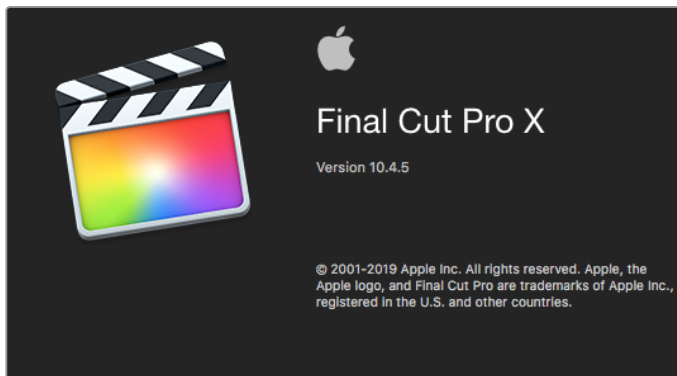 Final Cut Pro X
Version 10.4.5
© 2001-2019 Apple Inc. All rights reserved. Apple, the
Apple logo, and Final Cut Pro are trademarks of Apple Inc.,
registered in the U.S. and other countries.